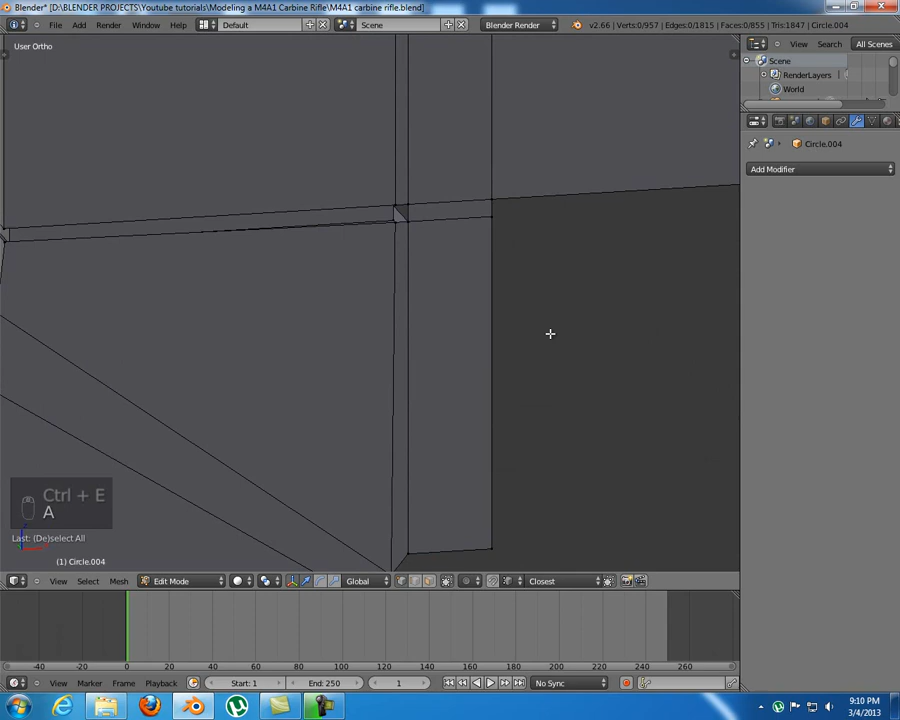 Blender* [D:\BLENDER PROJECTS\Youtube tutorials\Modeling a M4A1 Carbine Rifle\M4A1 carbine rifle.blend]
File Add Render Window Help Default Scene Blender Render v2.66 | Verts:0/957 | Edges:0/1815 | Faces:0/855 | Tris:1847 | Circle.004
View Search All Scenes
User Ortho
Scene
RenderLayers
World
Circle.004
Add Modifier
Ctrl + E
A
Last: (De)select All
(1) Circle.004
View Select Mesh Edit Mode Global Closest
-40 -20 0 20 40 60 80 100 120 140 160 180 200 220 240 260 280
View Marker Frame Playback Start: 1 End: 250 1 No Sync
9:10 PM
3/4/2013